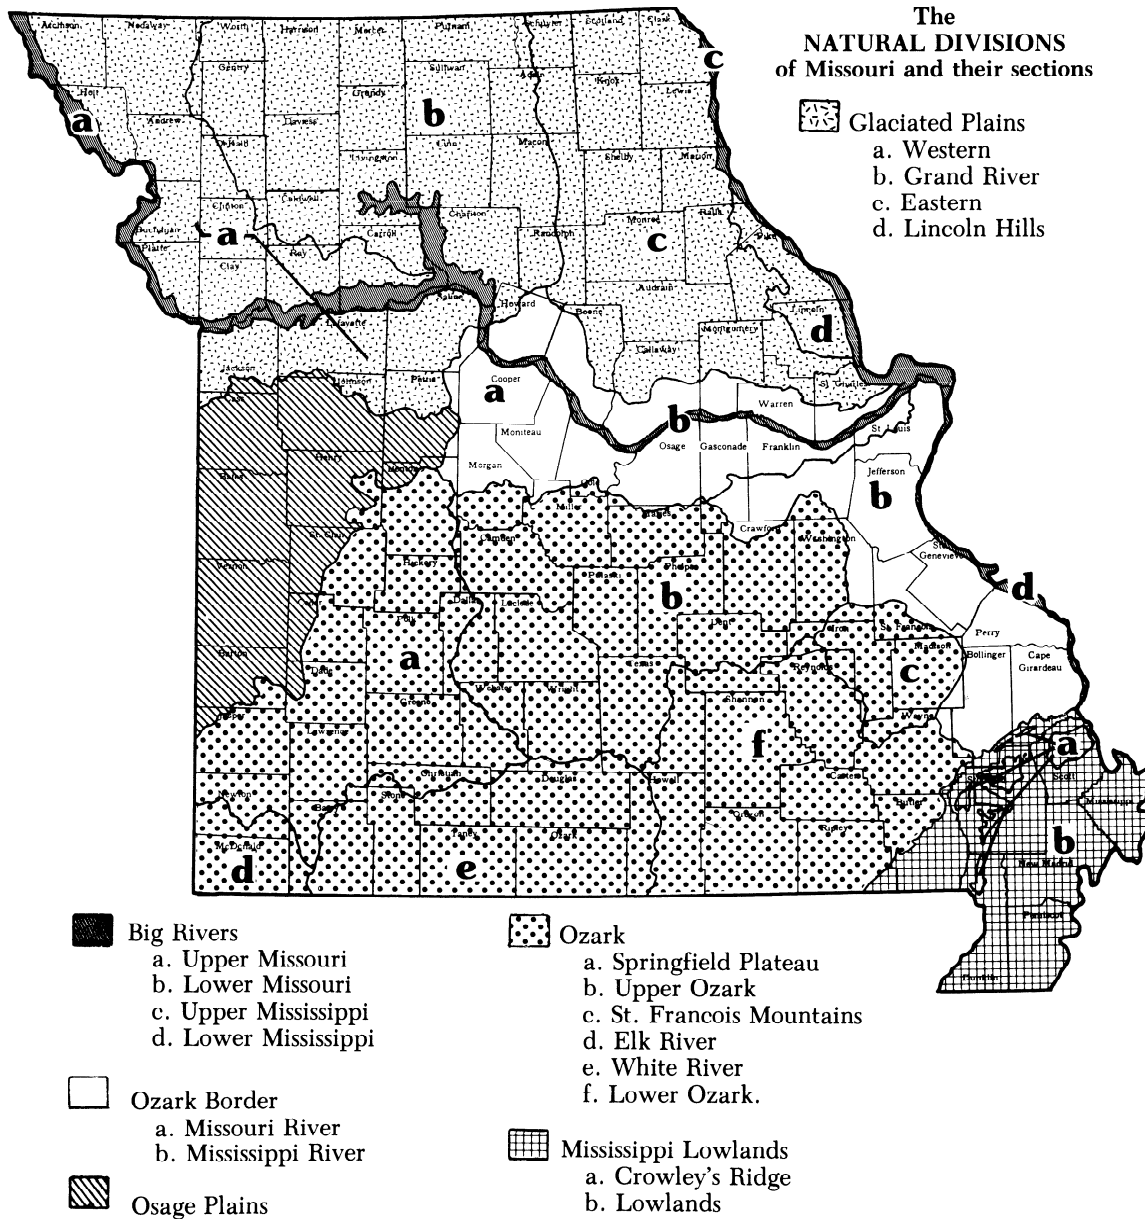 The
NATURAL DIVISIONS
of Missouri and their sections
Glaciated Plains
a. Western
b. Grand River
c. Eastern
d. Lincoln Hills
Atchison Nodaway Worth Harrison Mercer Putnam Schuyler Scotland Clark
c
Gentry Sullivan Adair Knox
Holt Grandy Lewis
a b
Andrew Daviess
DeKalb Linn Macon
Livingston Shelby Marion
Clinton Caldwell Chariton Monroe Ralls
Buchanan a Carroll Randolph c Pike
Platte Ray
Clay
Audrain
Saline Howard Boone Lincoln
Lafayette Montgomery d
Callaway
Jackson Johnson Pettis Cooper St. Charles
a
Cass Warren
b
Moniteau Osage Gasconade Franklin St. Louis
Henry Morgan Jefferson
Bates Benton b
Cole
Miller Maries
St. Clair Camden Crawford Washington
Ste.
Genevieve
Vernon Hickory Pulaski Phelps
b d
Cedar Dallas Laclede
Polk Dent Iron St. Francois
Perry
Barton a Texas Madison Bollinger Cape
Girardeau
Dade Reynolds c
Webster Wright
Greene Shannon
Jasper Wayne
Lawrence f a
Christian Douglas Howell Carter Scott
Newton Stone Butler Mississippi
Barry Oregon
Taney Ozark Ripley b
McDonald
d e New Madrid
Pemiscot
Dunklin
Big Rivers
a. Upper Missouri
b. Lower Missouri
c. Upper Mississippi
d. Lower Mississippi
Ozark Border
a. Missouri River
b. Mississippi River
Osage Plains
Ozark
a. Springfield Plateau
b. Upper Ozark
c. St. Francois Mountains
d. Elk River
e. White River
f. Lower Ozark.
Mississippi Lowlands
a. Crowley's Ridge
b. Lowlands